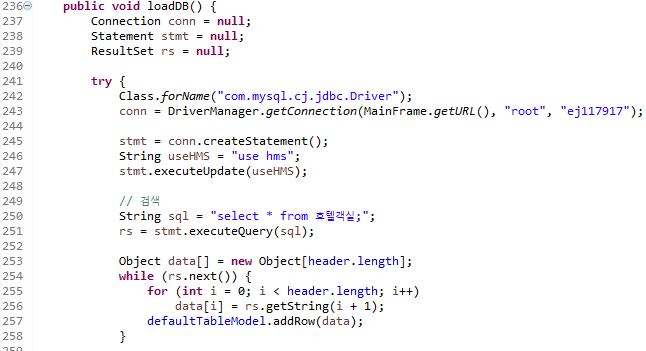 236 public void loadDB() {
237 Connection conn = null;
238 Statement stmt = null;
239 ResultSet rs = null;
240
241 try {
242 Class.forName("com.mysql.cj.jdbc.Driver");
243 conn = DriverManager.getConnection(MainFrame.getURL(), "root", "ej117917");
244
245 stmt = conn.createStatement();
246 String useHMS = "use hms";
247 stmt.executeUpdate(useHMS);
248
249 // 검색
250 String sql = "select * from 호텔객실;";
251 rs = stmt.executeQuery(sql);
252
253 Object data[] = new Object[header.length];
254 while (rs.next()) {
255 for (int i = 0; i < header.length; i++)
256 data[i] = rs.getString(i + 1);
257 defaultTableModel.addRow(data);
258 }